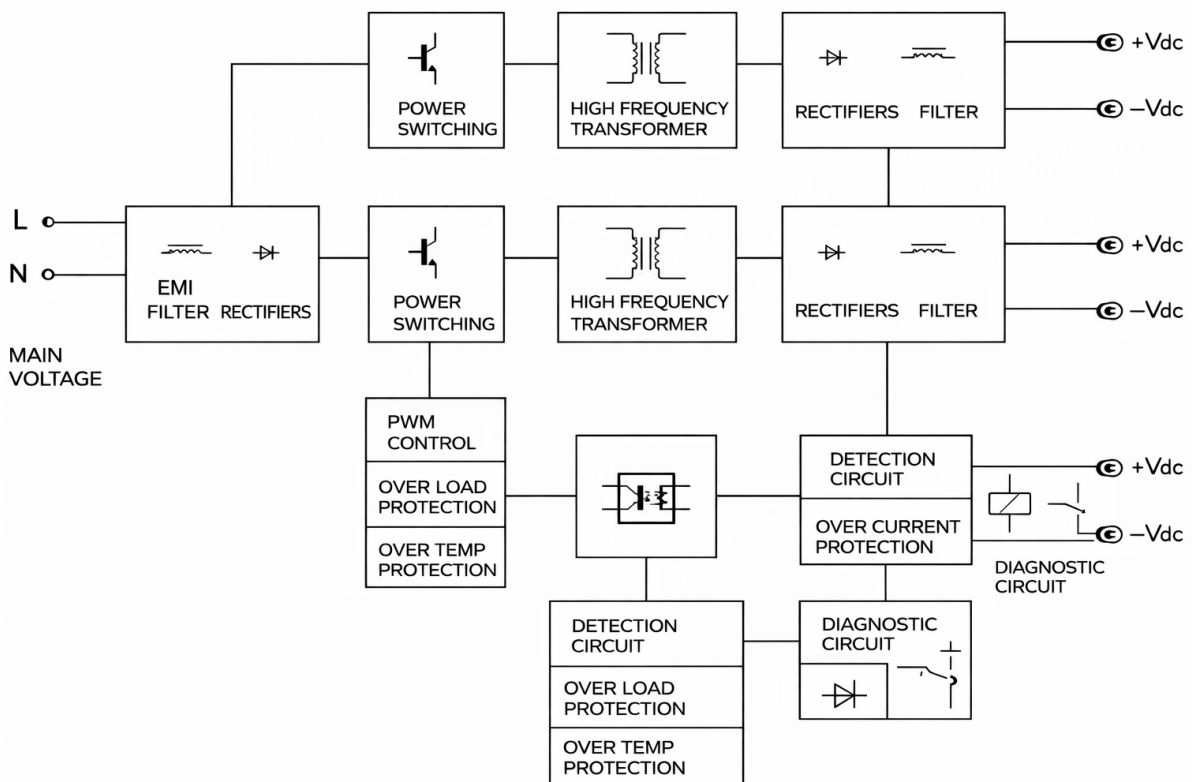 POWER
SWITCHING
HIGH FREQUENCY
TRANSFORMER
RECTIFIERS FILTER
+Vdc
−Vdc
L
N
MAIN
VOLTAGE
EMI
FILTER RECTIFIERS
POWER
SWITCHING
HIGH FREQUENCY
TRANSFORMER
RECTIFIERS FILTER
+Vdc
−Vdc
PWM
CONTROL
OVER LOAD
PROTECTION
OVER TEMP
PROTECTION
DETECTION
CIRCUIT
OVER CURRENT
PROTECTION
+Vdc
−Vdc
DIAGNOSTIC
CIRCUIT
DETECTION
CIRCUIT
OVER LOAD
PROTECTION
OVER TEMP
PROTECTION
DIAGNOSTIC
CIRCUIT